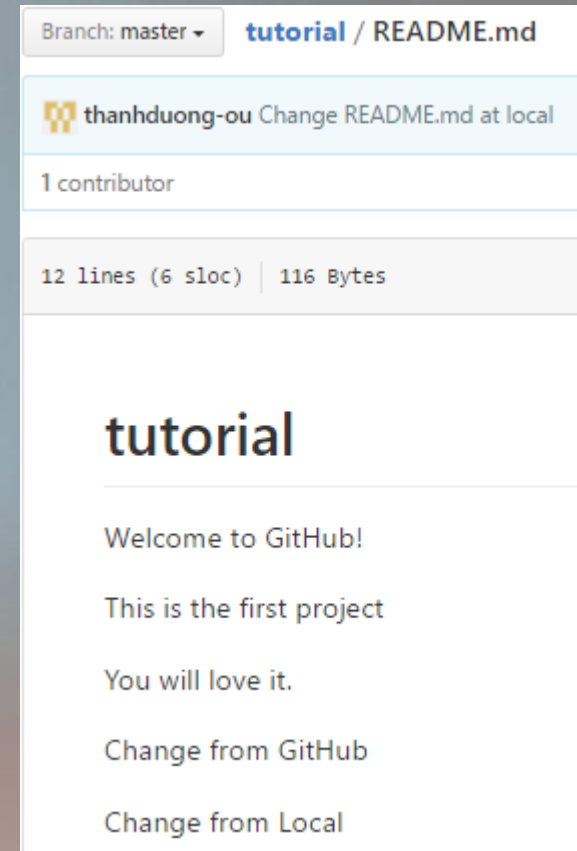 Branch: master tutorial / README.md
thanhduong-ou Change README.md at local
1 contributor
12 lines (6 sloc) 116 Bytes
tutorial
Welcome to GitHub!
This is the first project
You will love it.
Change from GitHub
Change from Local